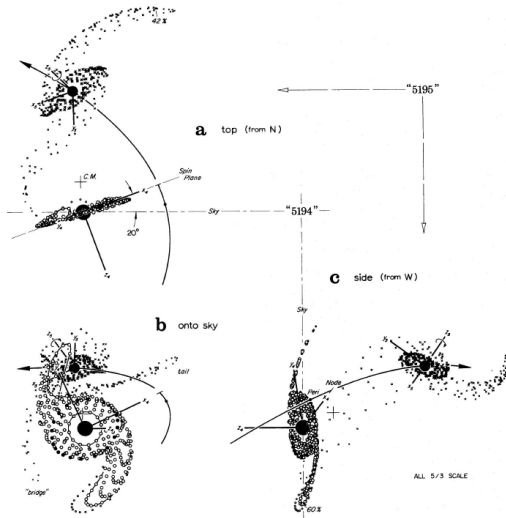 42%
"5195"
a top (from N)
C.M.
Spin
Plane
Sky
"5194"
20°
c side (from W)
b onto sky
Sky
tail
Peri
Node
"bridge"
60%
ALL 5/3 SCALE